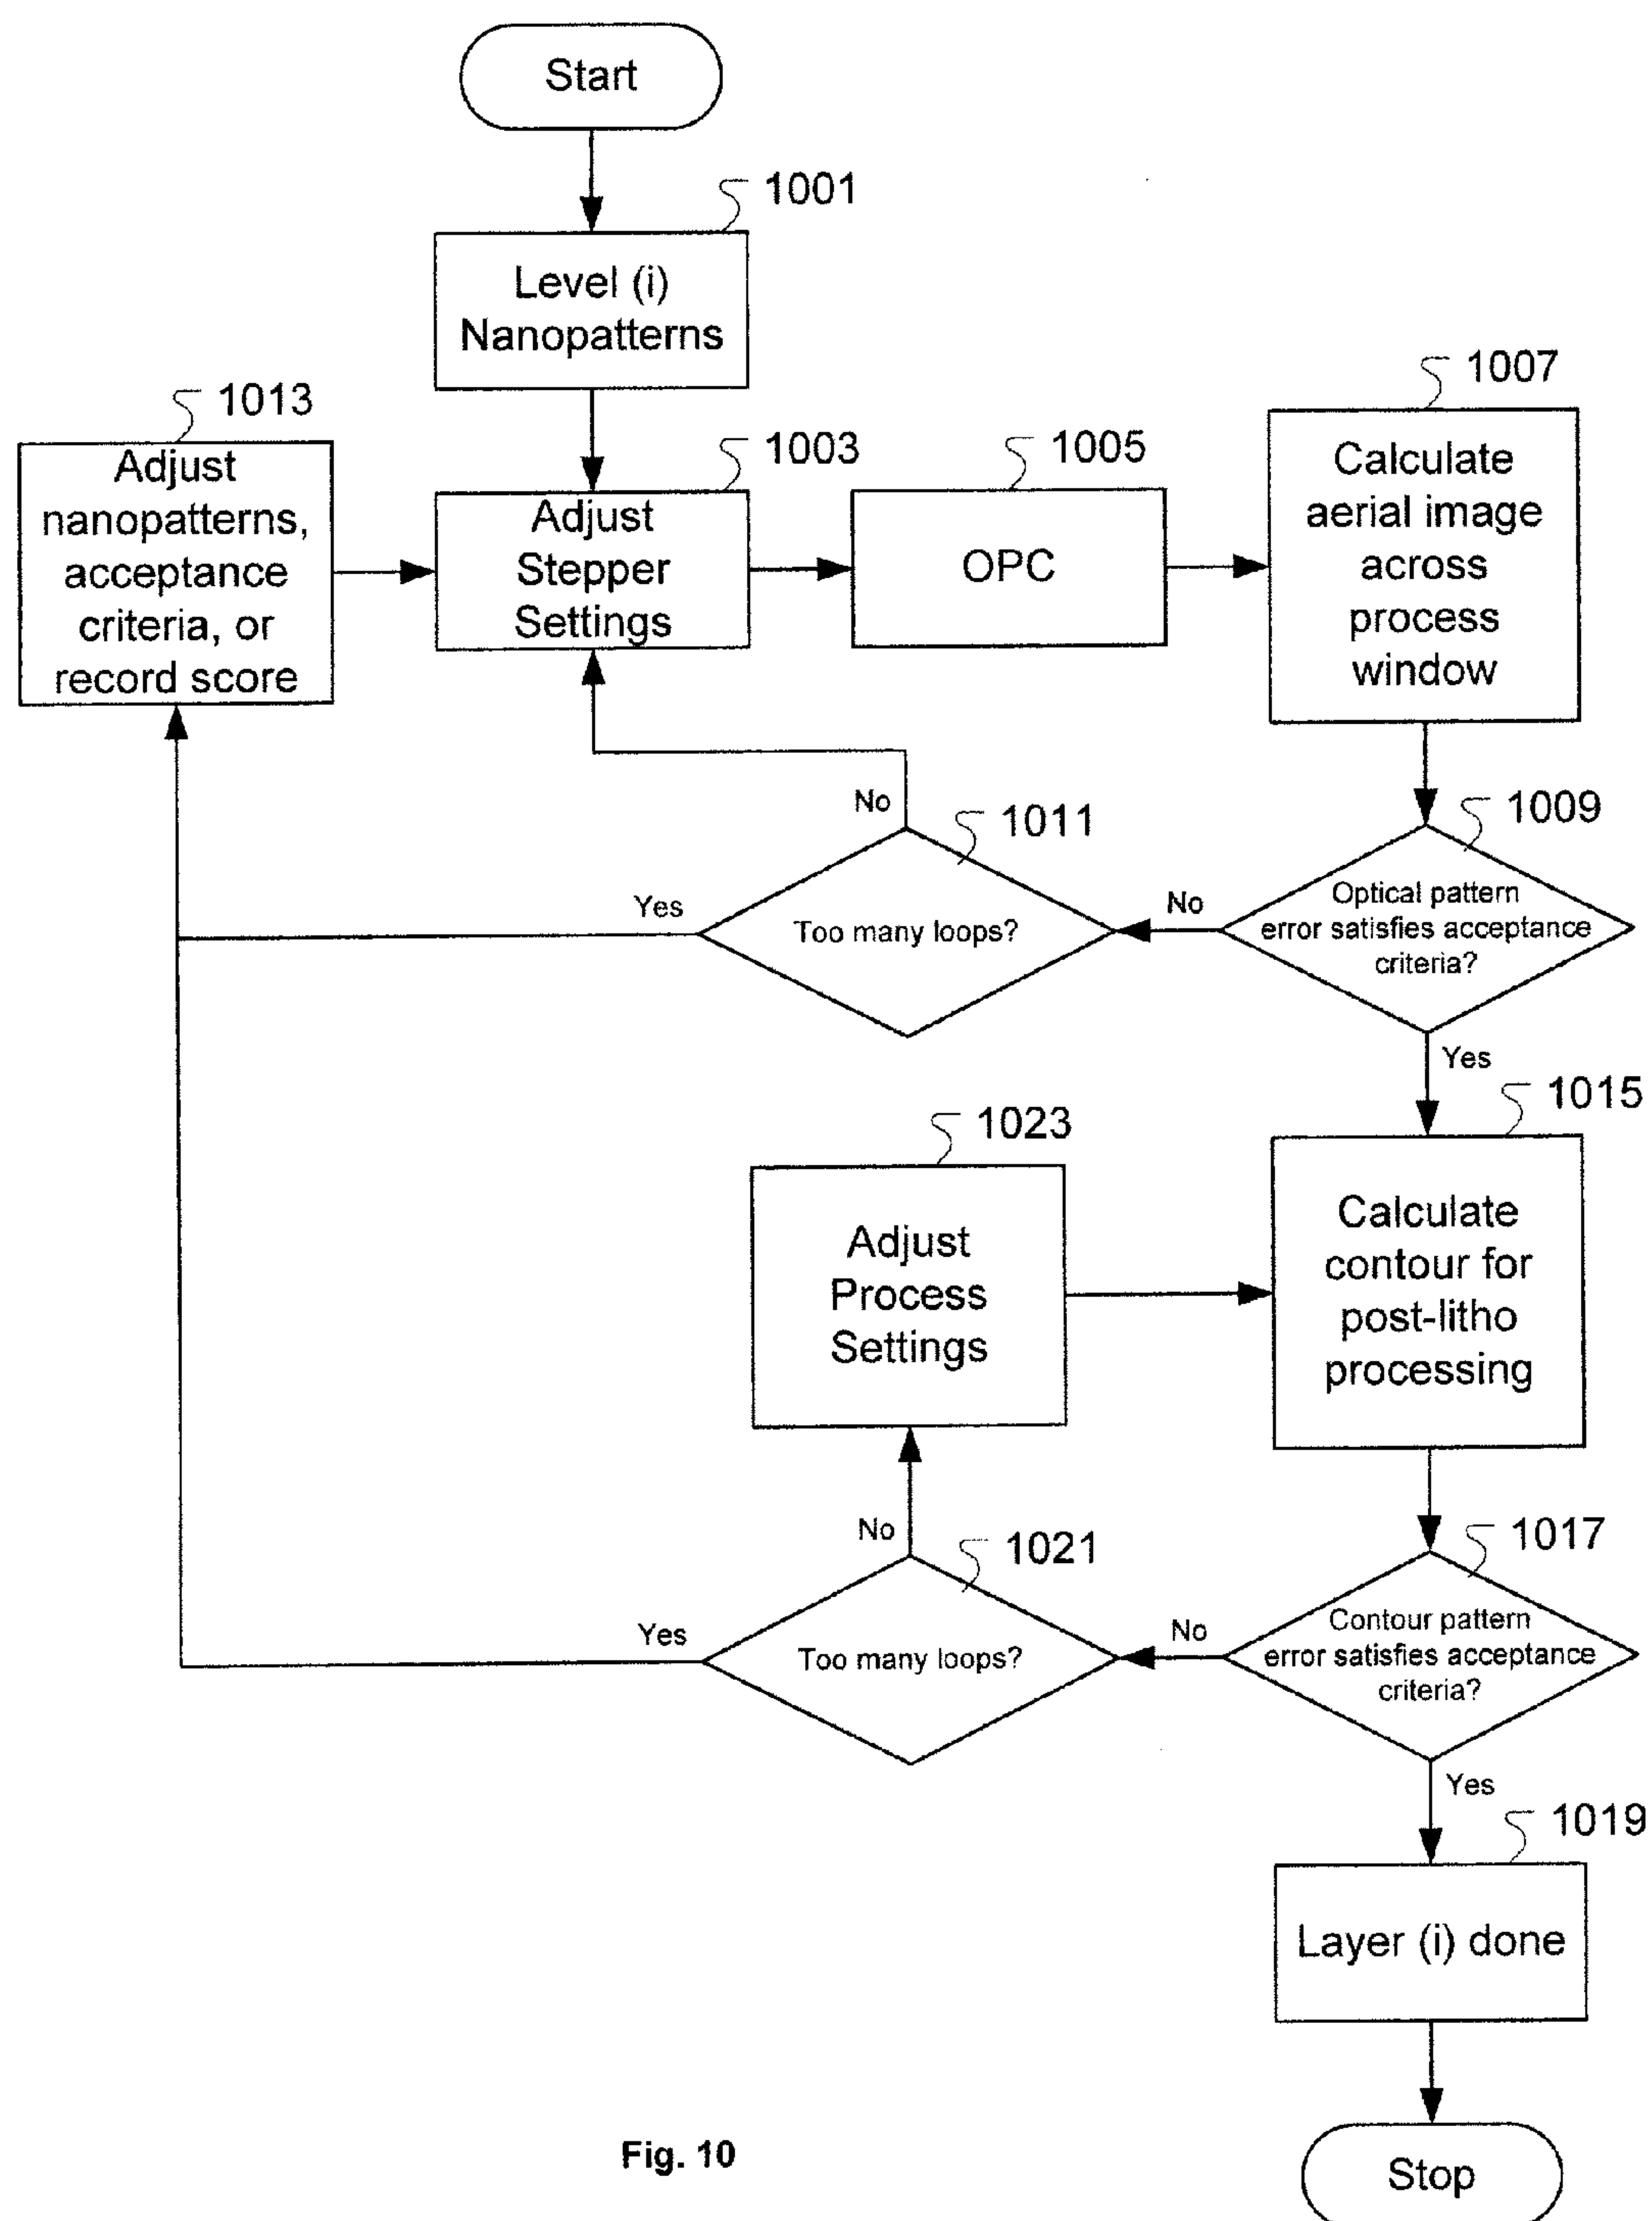 Start
1001
Level (i)
Nanopatterns
1013
Adjust
nanopatterns,
acceptance
criteria, or
record score
1003
Adjust
Stepper
Settings
1005
OPC
1007
Calculate
aerial image
across
process
window
1009
Optical pattern
error satisfies acceptance
criteria?
No
Yes
1011
Too many loops?
No
Yes
1015
Calculate
contour for
post-litho
processing
1023
Adjust
Process
Settings
1017
Contour pattern
error satisfies acceptance
criteria?
No
Yes
1021
Too many loops?
No
Yes
1019
Layer (i) done
Stop
Fig. 10